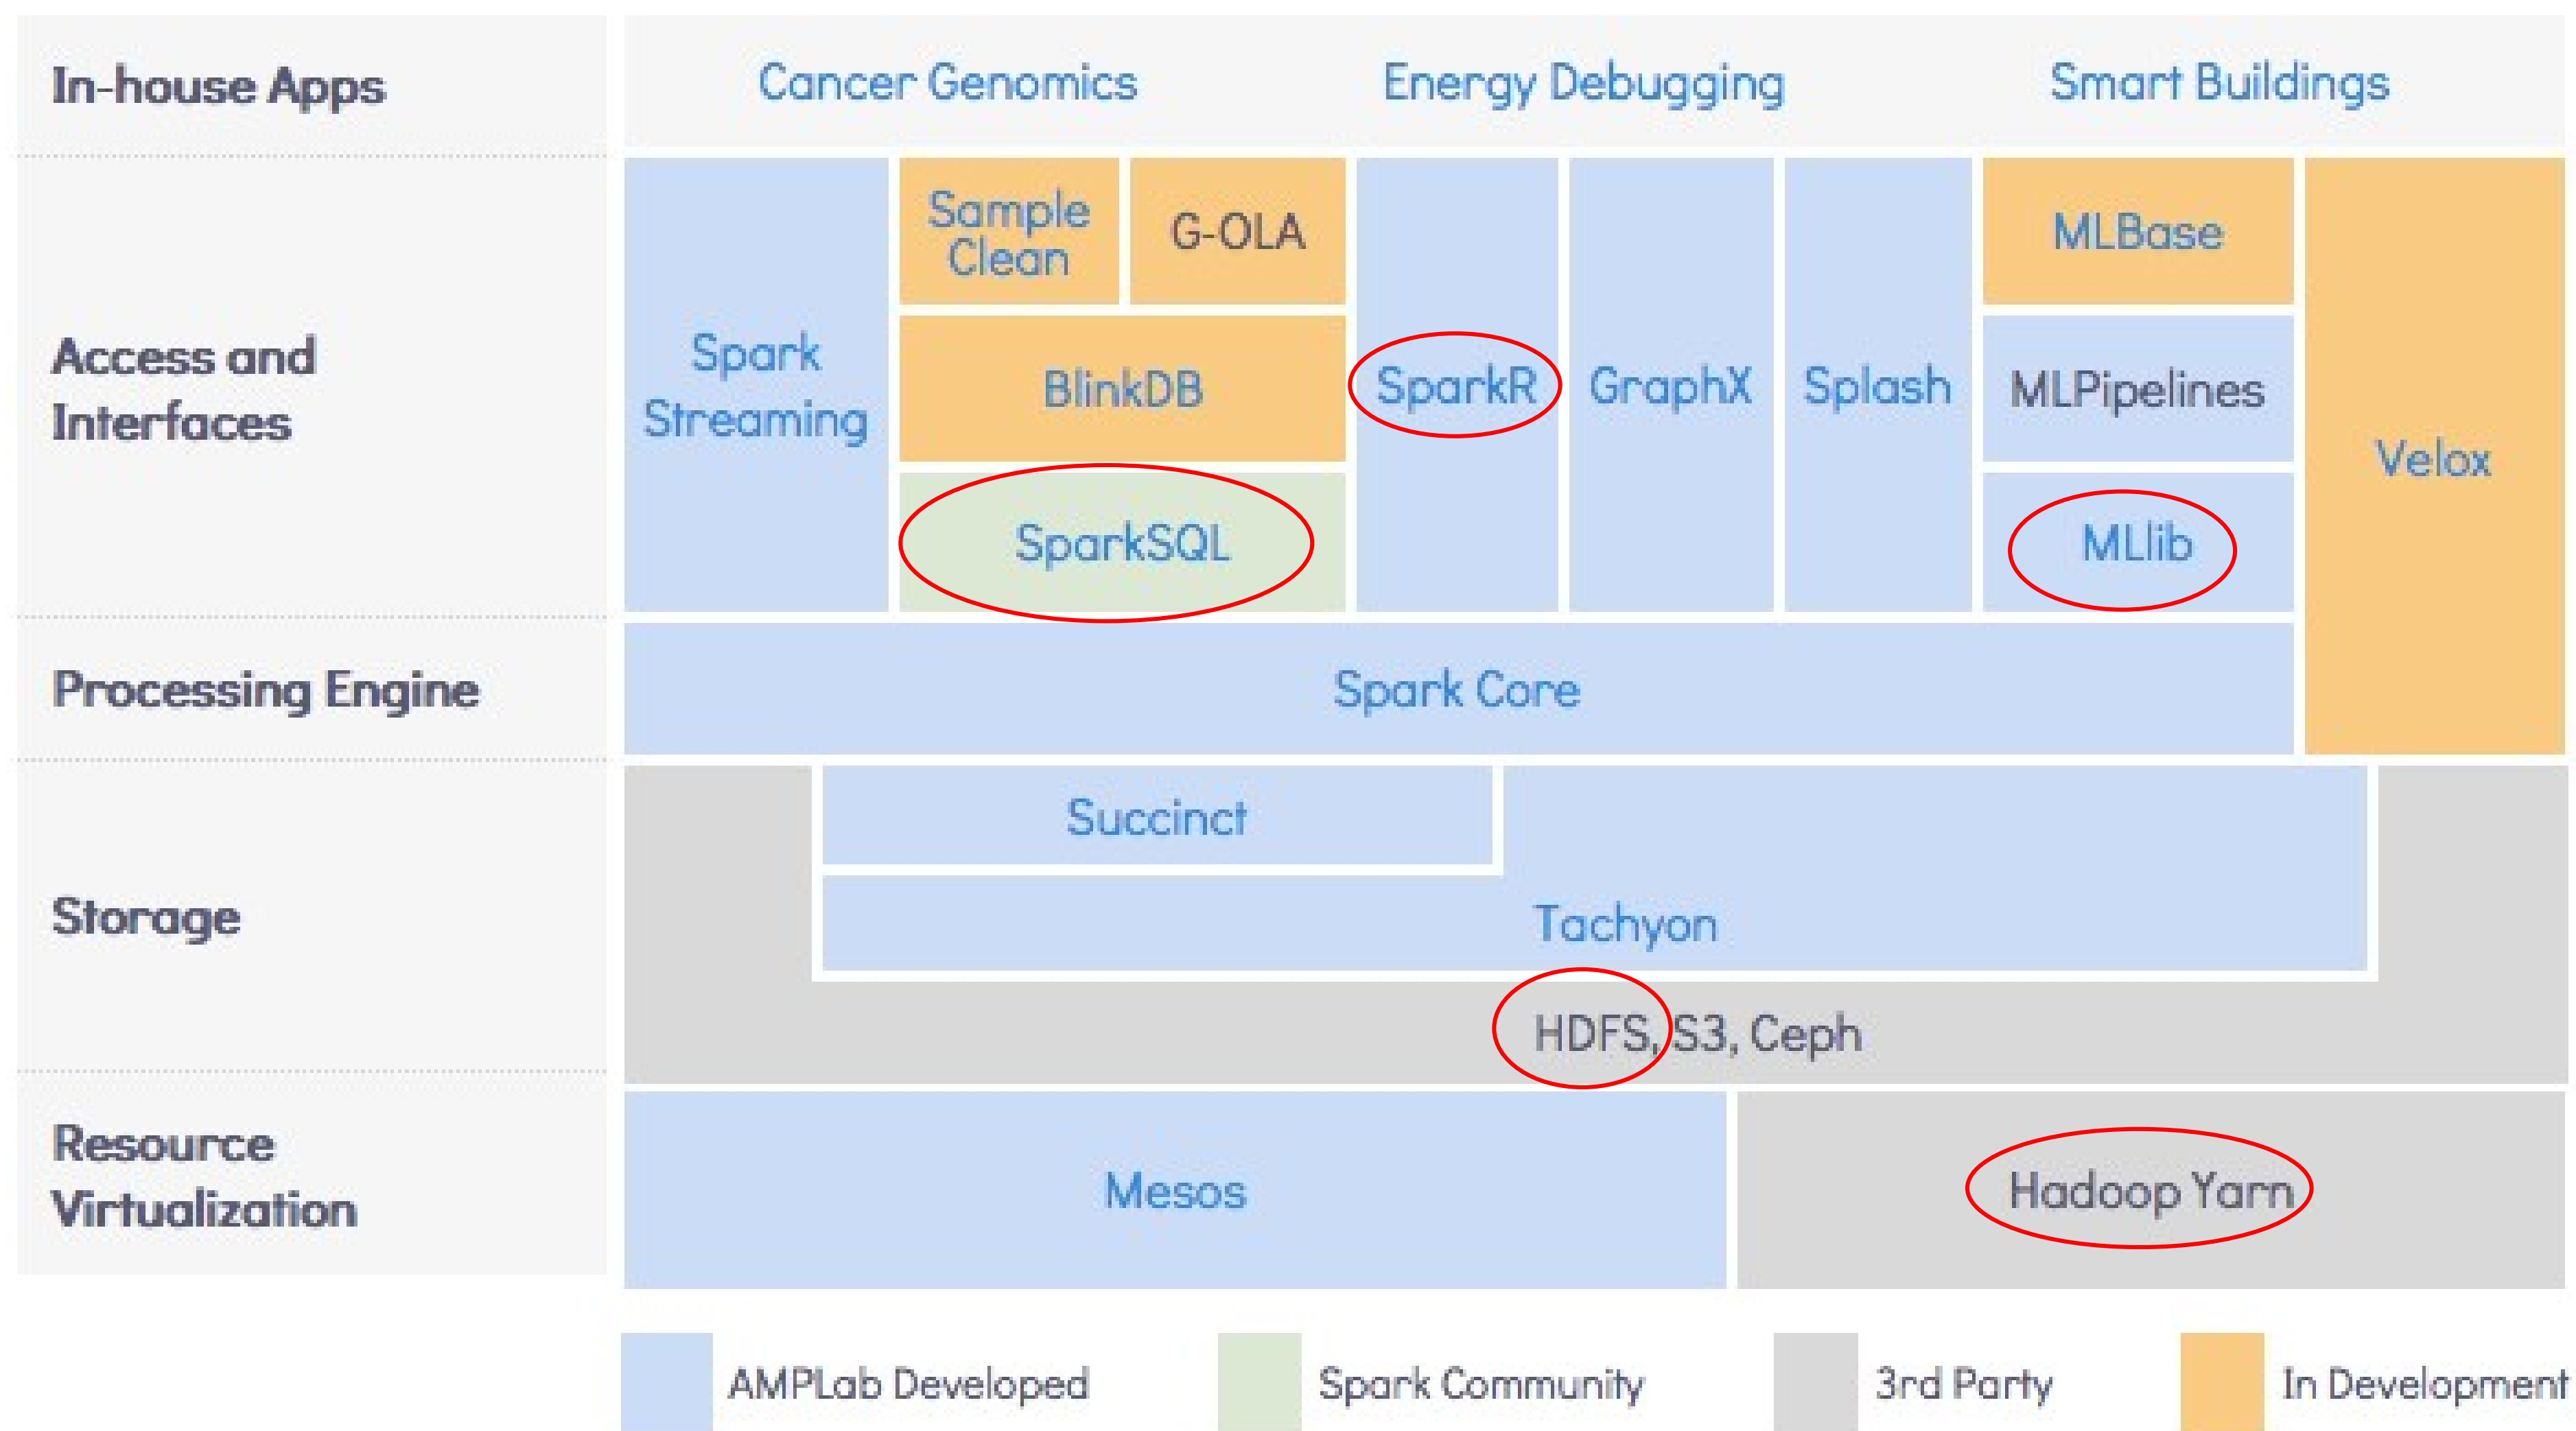 In-house Apps
Cancer Genomics
Energy Debugging
Smart Buildings
Access and
Interfaces
Spark
Streaming
Sample
Clean
G-OLA
BlinkDB
SparkSQL
SparkR
GraphX
Splash
MLBase
MLPipelines
MLlib
Velox
Processing Engine
Spark Core
Storage
Succinct
Tachyon
HDFS, S3, Ceph
Resource
Virtualization
Mesos
Hadoop Yarn
AMPLab Developed
Spark Community
3rd Party
In Development